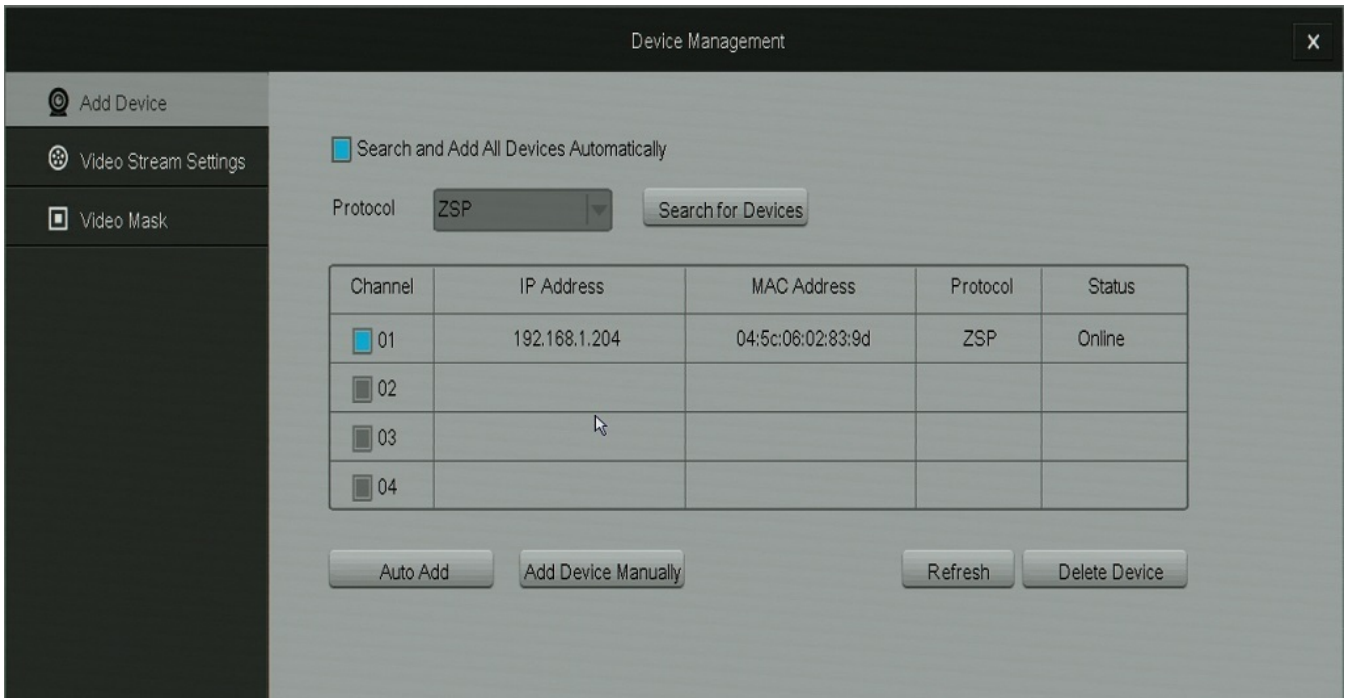 Device Management
X
Add Device
Video Stream Settings
Video Mask
Search and Add All Devices Automatically
Protocol ZSP Search for Devices
Channel IP Address MAC Address Protocol Status
01 192.168.1.204 04:5c:06:02:83:9d ZSP Online
02
03
04
Auto Add Add Device Manually Refresh Delete Device